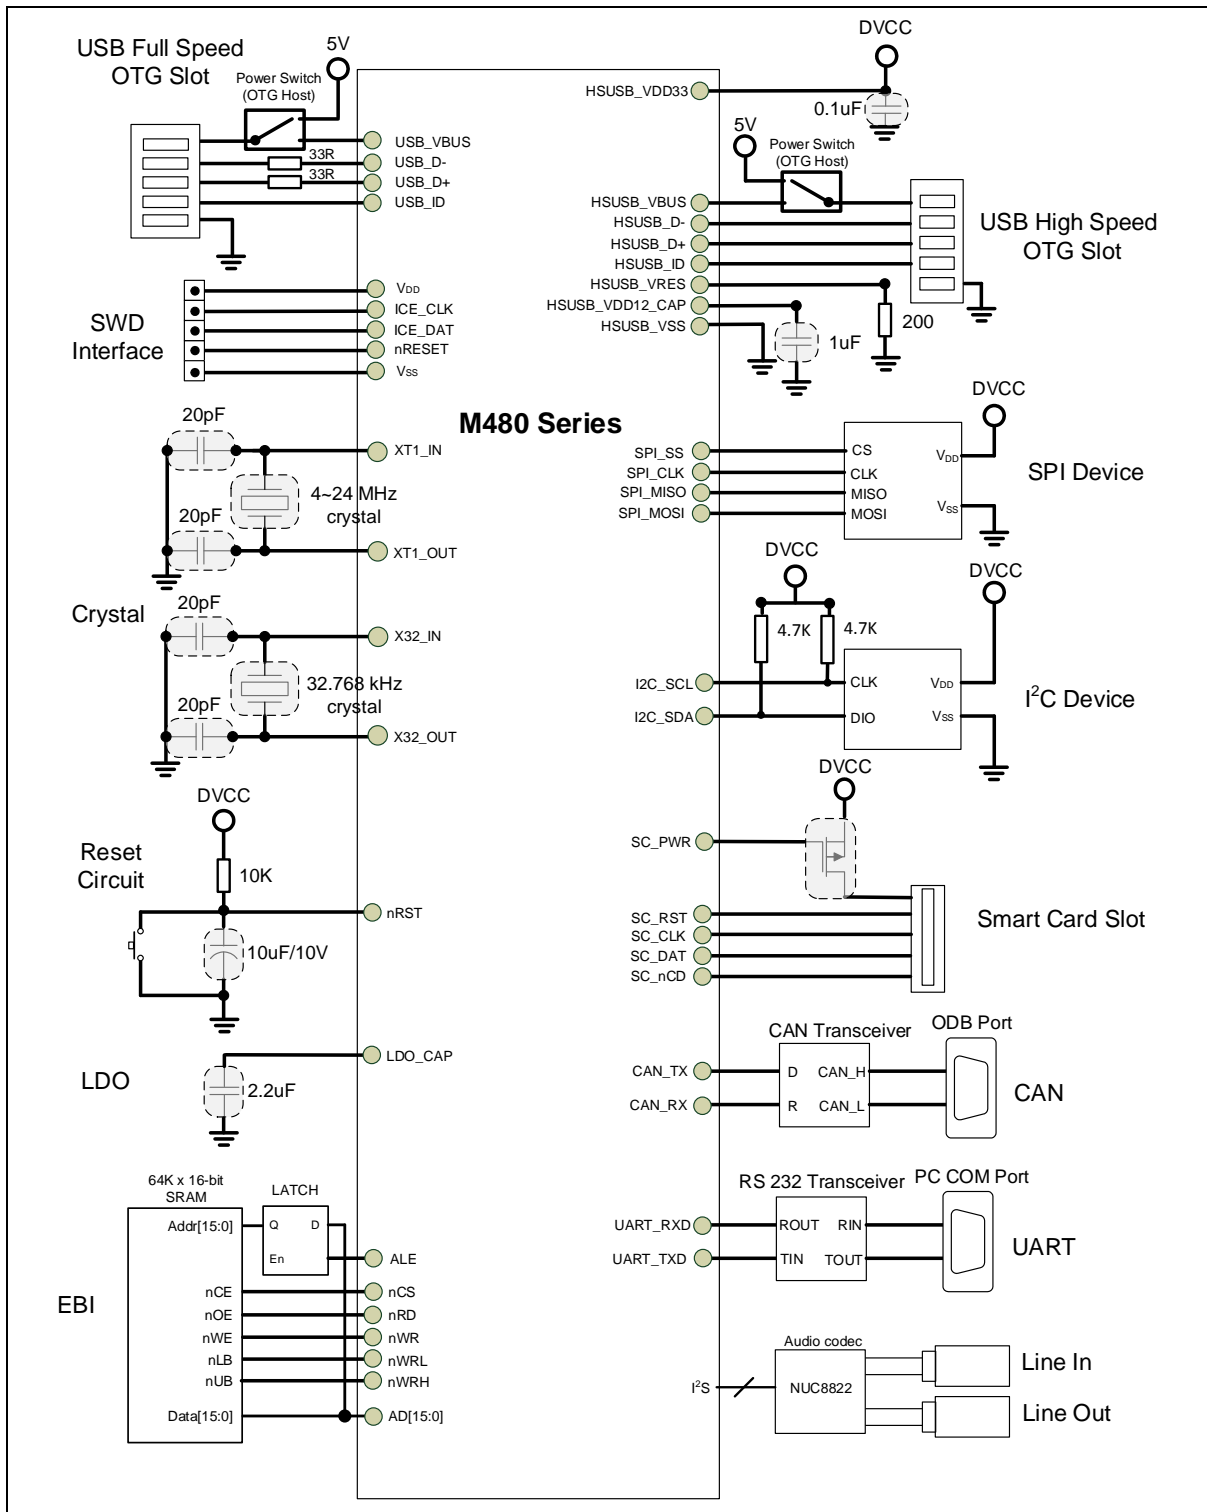 USB Full Speed
OTG Slot
5V
Power Switch
(OTG Host)
33R
33R
USB_VBUS
USB_D-
USB_D+
USB_ID
SWD
Interface
VDD
ICE_CLK
ICE_DAT
nRESET
VSS
M480 Series
20pF
XT1_IN
4~24 MHz
crystal
20pF
XT1_OUT
Crystal
20pF
X32_IN
32.768 kHz
crystal
20pF
X32_OUT
DVCC
Reset
Circuit
10K
nRST
10uF/10V
LDO
LDO_CAP
2.2uF
64K x 16-bit
SRAM
LATCH
Addr[15:0]
Q
D
En
ALE
EBI
nCE
nCS
nOE
nRD
nWE
nWR
nLB
nWRL
nUB
nWRH
Data[15:0]
AD[15:0]
DVCC
HSUSB_VDD33
0.1uF
5V
Power Switch
(OTG Host)
HSUSB_VBUS
HSUSB_D-
HSUSB_D+
HSUSB_ID
HSUSB_VRES
HSUSB_VDD12_CAP
HSUSB_VSS
USB High Speed
OTG Slot
200
1uF
DVCC
SPI_SS
SPI_CLK
SPI_MISO
SPI_MOSI
CS
CLK
MISO
MOSI
VDD
VSS
SPI Device
DVCC
DVCC
4.7K
4.7K
I2C_SCL
I2C_SDA
CLK
DIO
VDD
VSS
I²C Device
DVCC
SC_PWR
SC_RST
SC_CLK
SC_DAT
SC_nCD
Smart Card Slot
CAN Transceiver
ODB Port
CAN_TX
CAN_RX
D
R
CAN_H
CAN_L
CAN
RS 232 Transceiver
PC COM Port
UART_RXD
UART_TXD
ROUT
RIN
TIN
TOUT
UART
Audio codec
I²S
NUC8822
Line In
Line Out